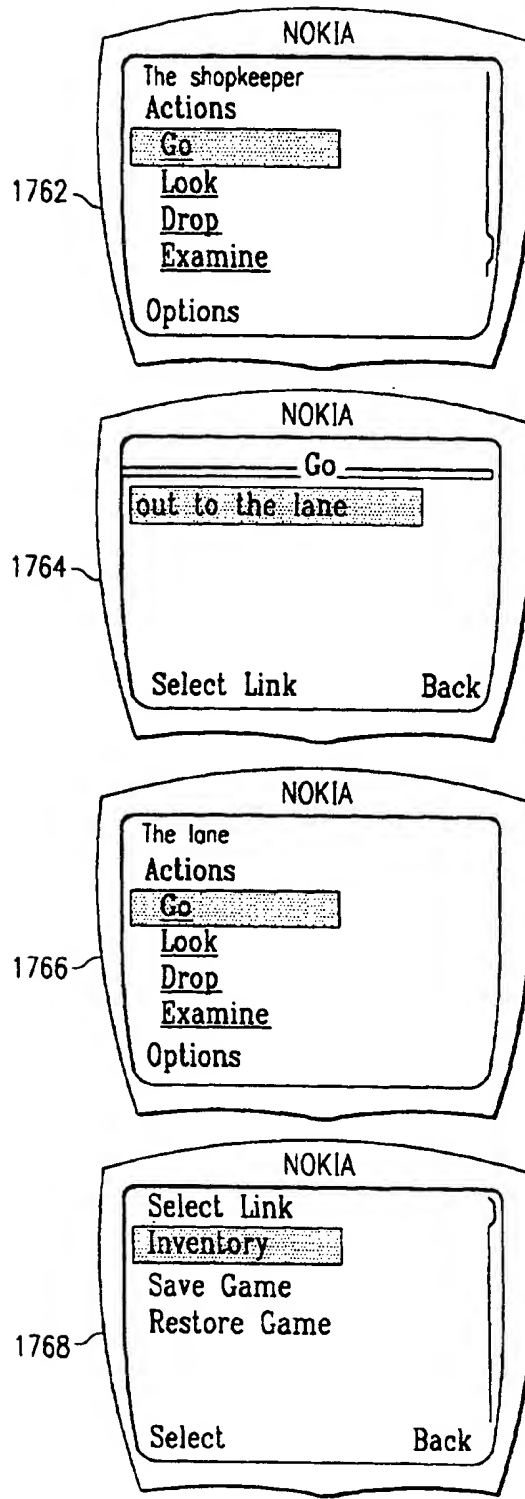 NOKIA
The shopkeeper
Actions
Go
Look
Drop
Examine
Options
1762
NOKIA
Go
out to the lane
Select Link Back
1764
NOKIA
The lane
Actions
Go
Look
Drop
Examine
Options
1766
NOKIA
Select Link
Inventory
Save Game
Restore Game
Select Back
1768